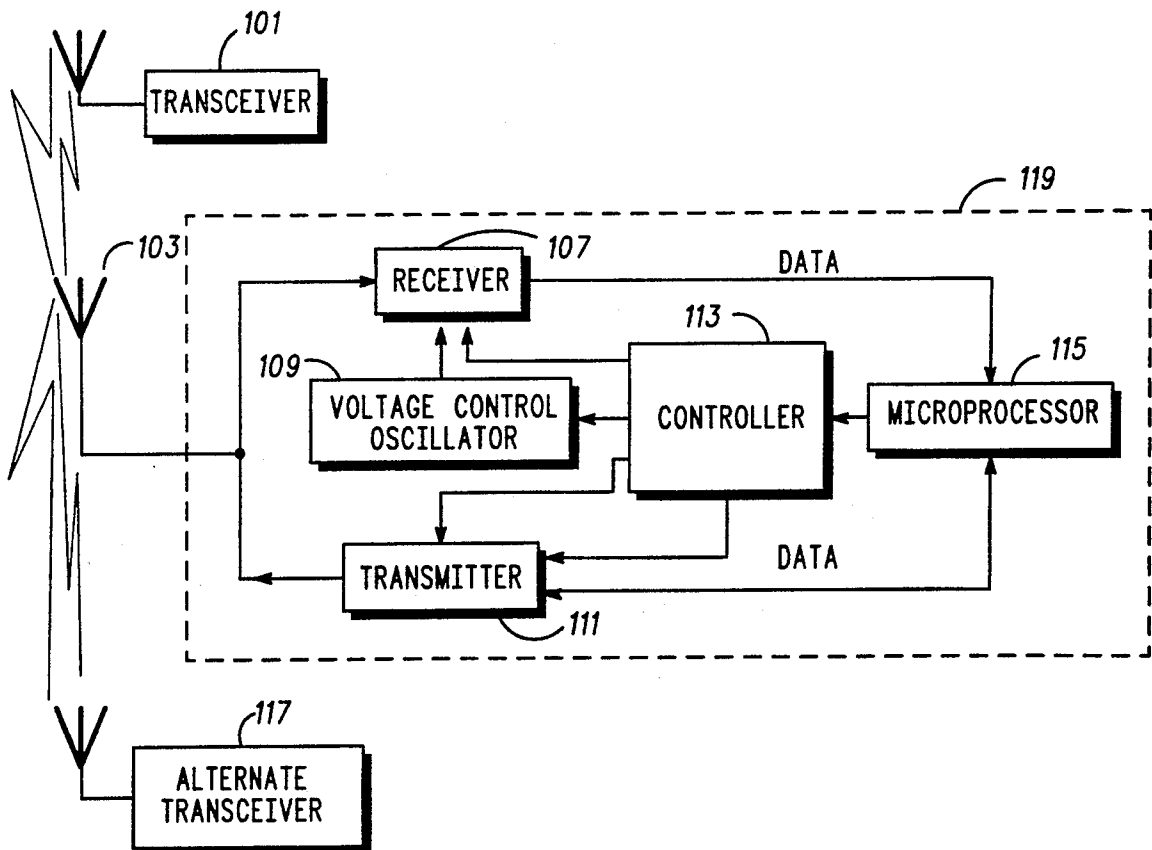 101
TRANSCEIVER
119
103
107
RECEIVER
DATA
113
109
115
VOLTAGE CONTROL
OSCILLATOR
CONTROLLER
MICROPROCESSOR
TRANSMITTER
DATA
111
117
ALTERNATE
TRANSCEIVER